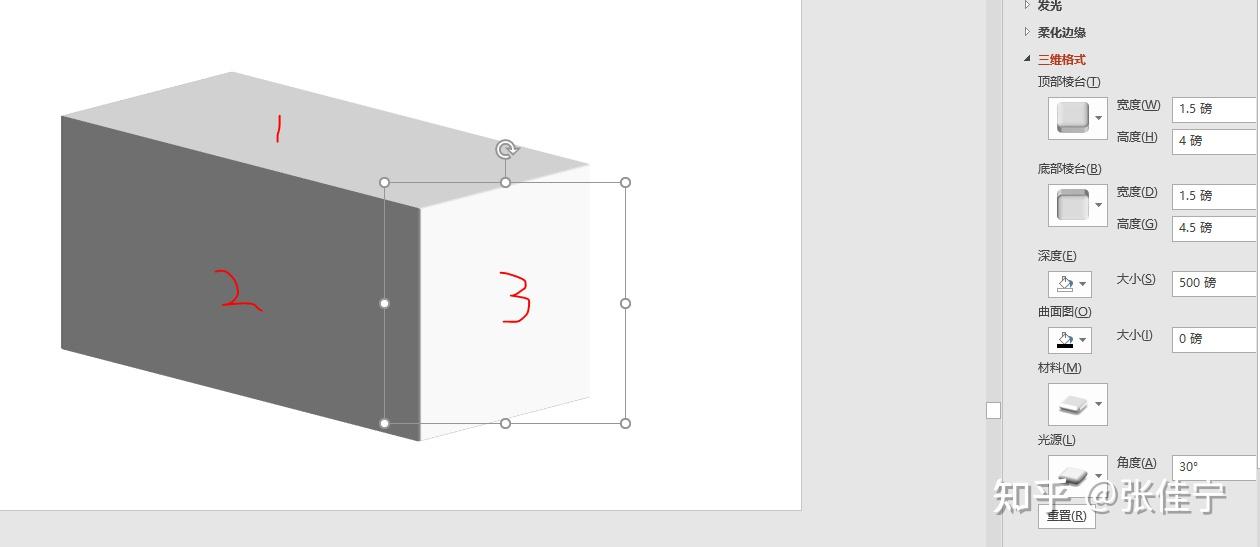 发光
柔化边缘
三维格式
顶部棱台(T)
宽度(W) 1.5 磅
高度(H) 4 磅
底部棱台(B)
宽度(D) 1.5 磅
高度(G) 4.5 磅
深度(E)
大小(S) 500 磅
曲面图(O)
大小(I) 0 磅
材料(M)
光源(L)
角度(A) 30°
重置(R)
1
2
3
知乎 @张佳宁